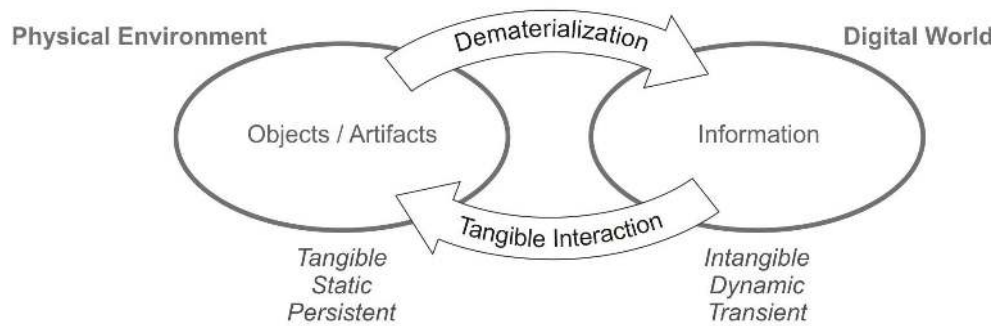 Physical Environment
Dematerialization
Digital World
Objects / Artifacts
Information
Tangible Interaction
Tangible
Static
Persistent
Intangible
Dynamic
Transient